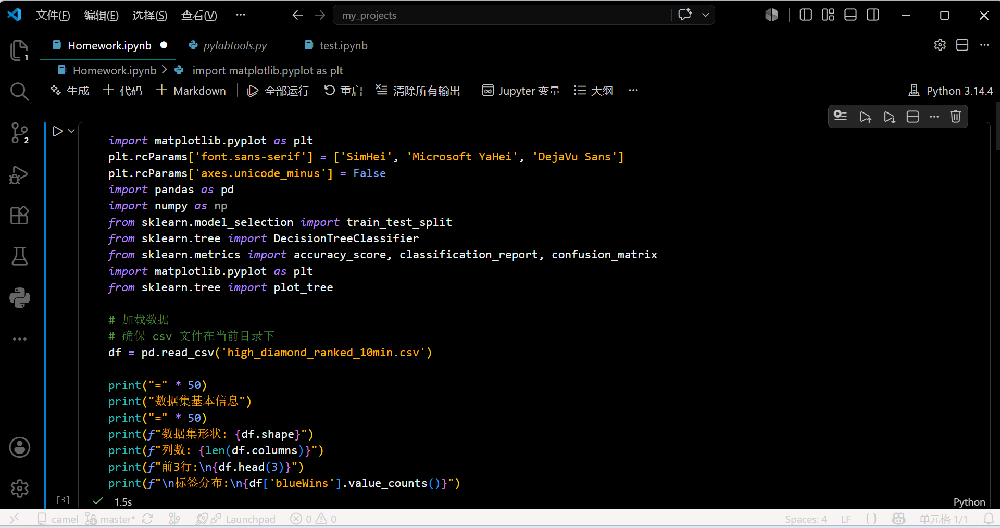 文件(F) 编辑(E) 选择(S) 查看(V) ··· my_projects
Homework.ipynb pylabtools.py test.ipynb
1
Homework.ipynb > import matplotlib.pyplot as plt
生成 + 代码 + Markdown 全部运行 重启 清除所有输出 Jupyter 变量 大纲 ··· Python 3.14.4
2
import matplotlib.pyplot as plt
plt.rcParams['font.sans-serif'] = ['SimHei', 'Microsoft YaHei', 'DejaVu Sans']
plt.rcParams['axes.unicode_minus'] = False
import pandas as pd
import numpy as np
from sklearn.model_selection import train_test_split
from sklearn.tree import DecisionTreeClassifier
from sklearn.metrics import accuracy_score, classification_report, confusion_matrix
import matplotlib.pyplot as plt
from sklearn.tree import plot_tree
# 加载数据
# 确保 csv 文件在当前目录下
df = pd.read_csv('high_diamond_ranked_10min.csv')
print("=" * 50)
print("数据集基本信息")
print("=" * 50)
print(f"数据集形状: {df.shape}")
print(f"列数: {len(df.columns)}")
print(f"前3行:\n{df.head(3)}")
print(f"\n标签分布:\n{df['blueWins'].value_counts()}")
[3] 1.5s Python
camel master* Launchpad 0 0 Spaces: 4 LF { } 单元格 1/1